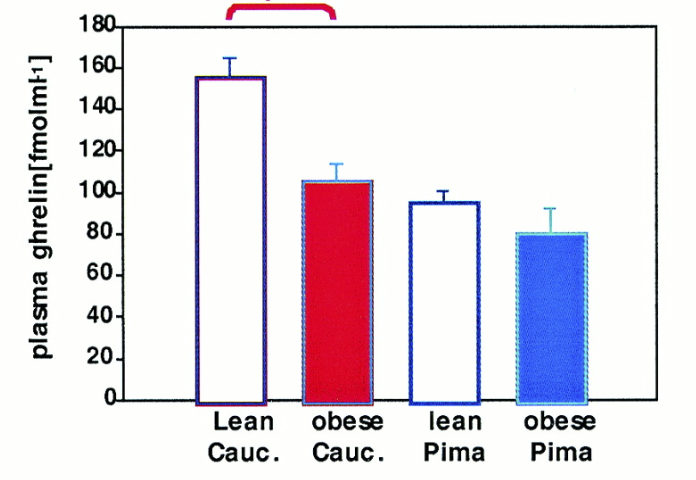 180
160
140
120
100
80
60
40
20
0
plasma ghrelin[fmolml-1]
Lean Cauc.
obese Cauc.
lean Pima
obese Pima